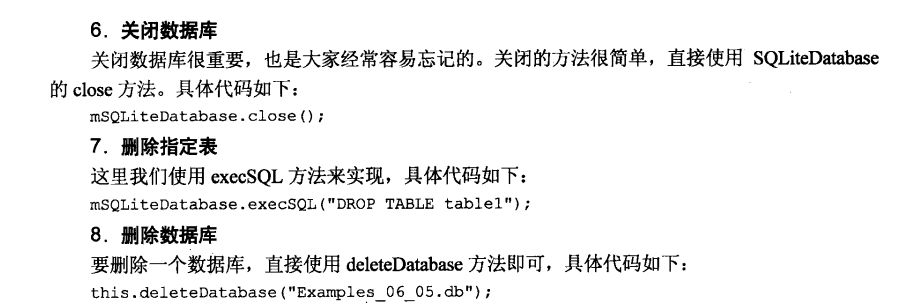 6．关闭数据库
关闭数据库很重要，也是大家经常容易忘记的。关闭的方法很简单，直接使用 SQLiteDatabase
的 close 方法。具体代码如下：
mSQLiteDatabase.close();
7．删除指定表
这里我们使用 execSQL 方法来实现，具体代码如下：
mSQLiteDatabase.execSQL("DROP TABLE table1");
8．删除数据库
要删除一个数据库，直接使用 deleteDatabase 方法即可，具体代码如下：
this.deleteDatabase("Examples_06_05.db");